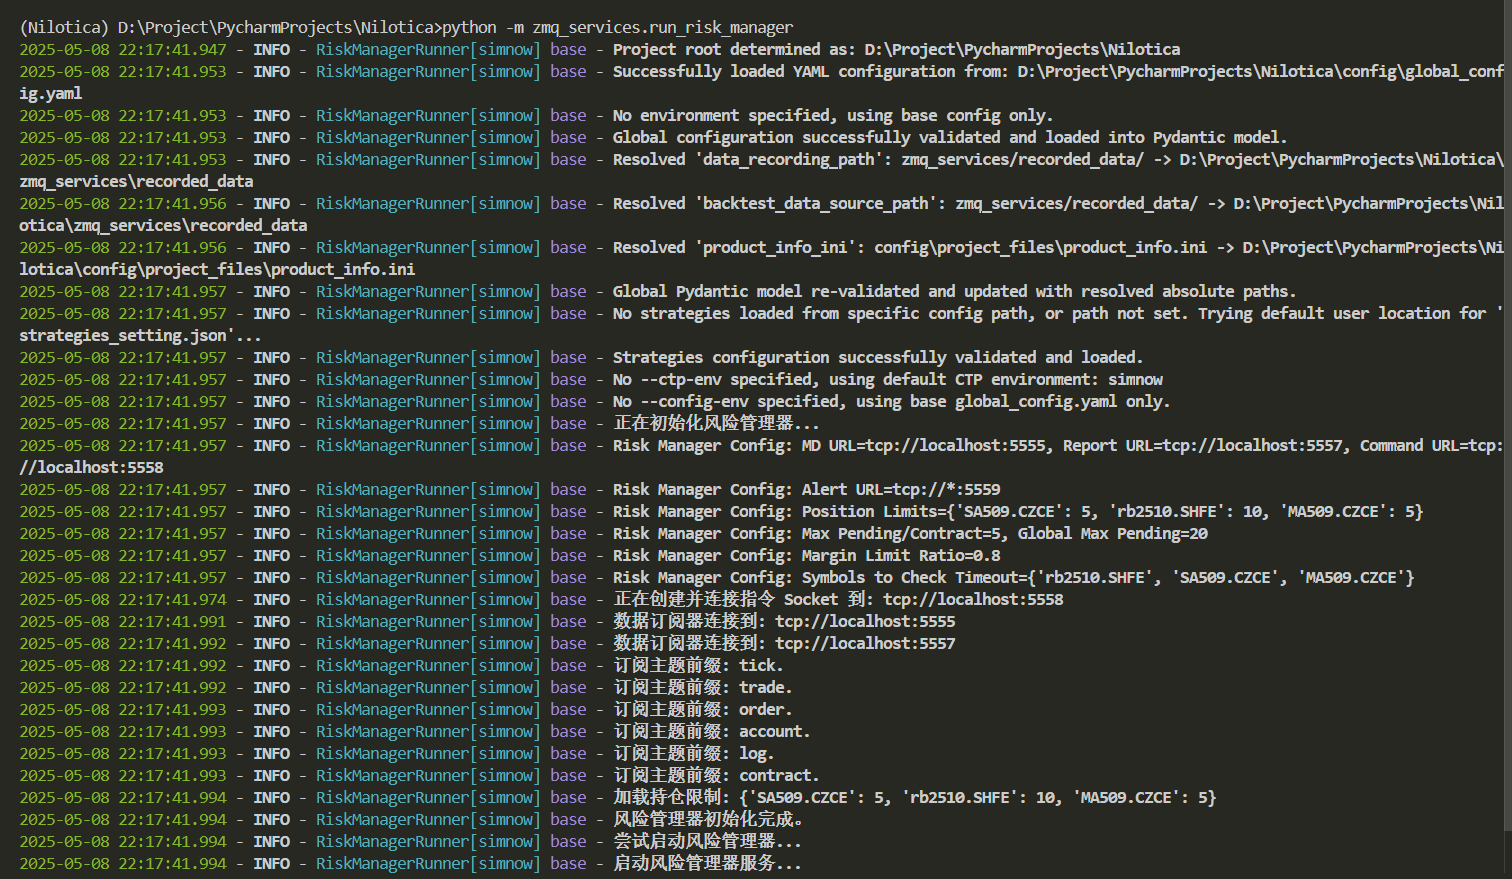 (Nilotica) D:\Project\PycharmProjects\Nilotica>python -m zmq_services.run_risk_manager
2025-05-08 22:17:41.947 - INFO - RiskManagerRunner[simnow] base - Project root determined as: D:\Project\PycharmProjects\Nilotica
2025-05-08 22:17:41.953 - INFO - RiskManagerRunner[simnow] base - Successfully loaded YAML configuration from: D:\Project\PycharmProjects\Nilotica\config\global_conf
ig.yaml
2025-05-08 22:17:41.953 - INFO - RiskManagerRunner[simnow] base - No environment specified, using base config only.
2025-05-08 22:17:41.953 - INFO - RiskManagerRunner[simnow] base - Global configuration successfully validated and loaded into Pydantic model.
2025-05-08 22:17:41.953 - INFO - RiskManagerRunner[simnow] base - Resolved 'data_recording_path': zmq_services/recorded_data/ -> D:\Project\PycharmProjects\Nilotica\
zmq_services\recorded_data
2025-05-08 22:17:41.956 - INFO - RiskManagerRunner[simnow] base - Resolved 'backtest_data_source_path': zmq_services/recorded_data/ -> D:\Project\PycharmProjects\Nil
otica\zmq_services\recorded_data
2025-05-08 22:17:41.956 - INFO - RiskManagerRunner[simnow] base - Resolved 'product_info_ini': config\project_files\product_info.ini -> D:\Project\PycharmProjects\Ni
lotica\config\project_files\product_info.ini
2025-05-08 22:17:41.957 - INFO - RiskManagerRunner[simnow] base - Global Pydantic model re-validated and updated with resolved absolute paths.
2025-05-08 22:17:41.957 - INFO - RiskManagerRunner[simnow] base - No strategies loaded from specific config path, or path not set. Trying default user location for '
strategies_setting.json'...
2025-05-08 22:17:41.957 - INFO - RiskManagerRunner[simnow] base - Strategies configuration successfully validated and loaded.
2025-05-08 22:17:41.957 - INFO - RiskManagerRunner[simnow] base - No --ctp-env specified, using default CTP environment: simnow
2025-05-08 22:17:41.957 - INFO - RiskManagerRunner[simnow] base - No --config-env specified, using base global_config.yaml only.
2025-05-08 22:17:41.957 - INFO - RiskManagerRunner[simnow] base - 正在初始化风险管理器...
2025-05-08 22:17:41.957 - INFO - RiskManagerRunner[simnow] base - Risk Manager Config: MD URL=tcp://localhost:5555, Report URL=tcp://localhost:5557, Command URL=tcp:
//localhost:5558
2025-05-08 22:17:41.957 - INFO - RiskManagerRunner[simnow] base - Risk Manager Config: Alert URL=tcp://*:5559
2025-05-08 22:17:41.957 - INFO - RiskManagerRunner[simnow] base - Risk Manager Config: Position Limits={'SA509.CZCE': 5, 'rb2510.SHFE': 10, 'MA509.CZCE': 5}
2025-05-08 22:17:41.957 - INFO - RiskManagerRunner[simnow] base - Risk Manager Config: Max Pending/Contract=5, Global Max Pending=20
2025-05-08 22:17:41.957 - INFO - RiskManagerRunner[simnow] base - Risk Manager Config: Margin Limit Ratio=0.8
2025-05-08 22:17:41.957 - INFO - RiskManagerRunner[simnow] base - Risk Manager Config: Symbols to Check Timeout={'rb2510.SHFE', 'SA509.CZCE', 'MA509.CZCE'}
2025-05-08 22:17:41.974 - INFO - RiskManagerRunner[simnow] base - 正在创建并连接指令 Socket 到: tcp://localhost:5558
2025-05-08 22:17:41.991 - INFO - RiskManagerRunner[simnow] base - 数据订阅器连接到: tcp://localhost:5555
2025-05-08 22:17:41.992 - INFO - RiskManagerRunner[simnow] base - 数据订阅器连接到: tcp://localhost:5557
2025-05-08 22:17:41.992 - INFO - RiskManagerRunner[simnow] base - 订阅主题前缀: tick.
2025-05-08 22:17:41.992 - INFO - RiskManagerRunner[simnow] base - 订阅主题前缀: trade.
2025-05-08 22:17:41.993 - INFO - RiskManagerRunner[simnow] base - 订阅主题前缀: order.
2025-05-08 22:17:41.993 - INFO - RiskManagerRunner[simnow] base - 订阅主题前缀: account.
2025-05-08 22:17:41.993 - INFO - RiskManagerRunner[simnow] base - 订阅主题前缀: log.
2025-05-08 22:17:41.993 - INFO - RiskManagerRunner[simnow] base - 订阅主题前缀: contract.
2025-05-08 22:17:41.994 - INFO - RiskManagerRunner[simnow] base - 加载持仓限制: {'SA509.CZCE': 5, 'rb2510.SHFE': 10, 'MA509.CZCE': 5}
2025-05-08 22:17:41.994 - INFO - RiskManagerRunner[simnow] base - 风险管理器初始化完成。
2025-05-08 22:17:41.994 - INFO - RiskManagerRunner[simnow] base - 尝试启动风险管理器...
2025-05-08 22:17:41.994 - INFO - RiskManagerRunner[simnow] base - 启动风险管理器服务...